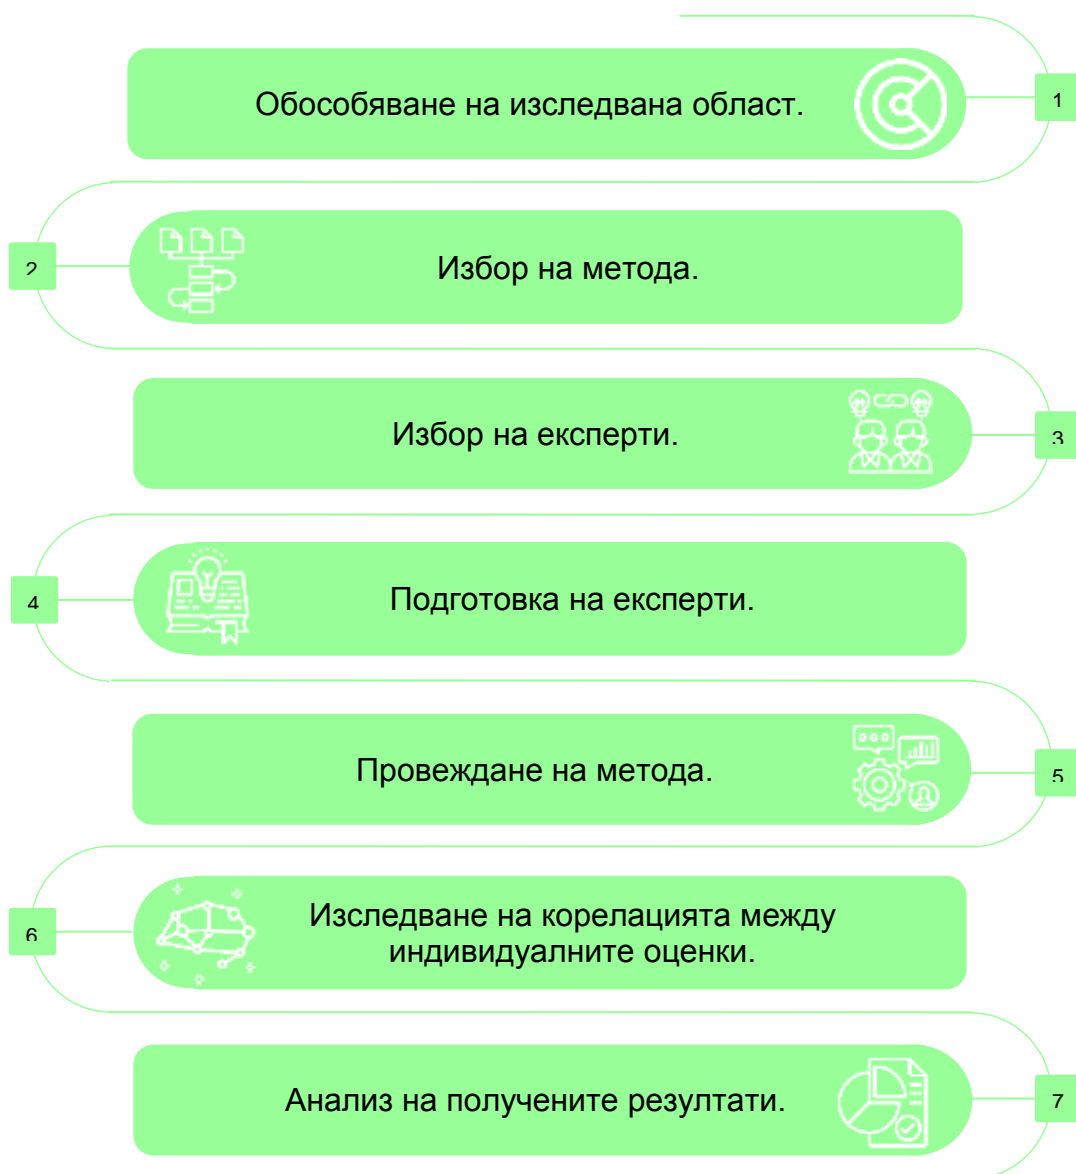 Обособяване на изследвана област.
1
2
Избор на метода.
Избор на експерти.
3
4
Подготовка на експерти.
Провеждане на метода.
5
6
Изследване на корелацията между
индивидуалните оценки.
Анализ на получените резултати.
7